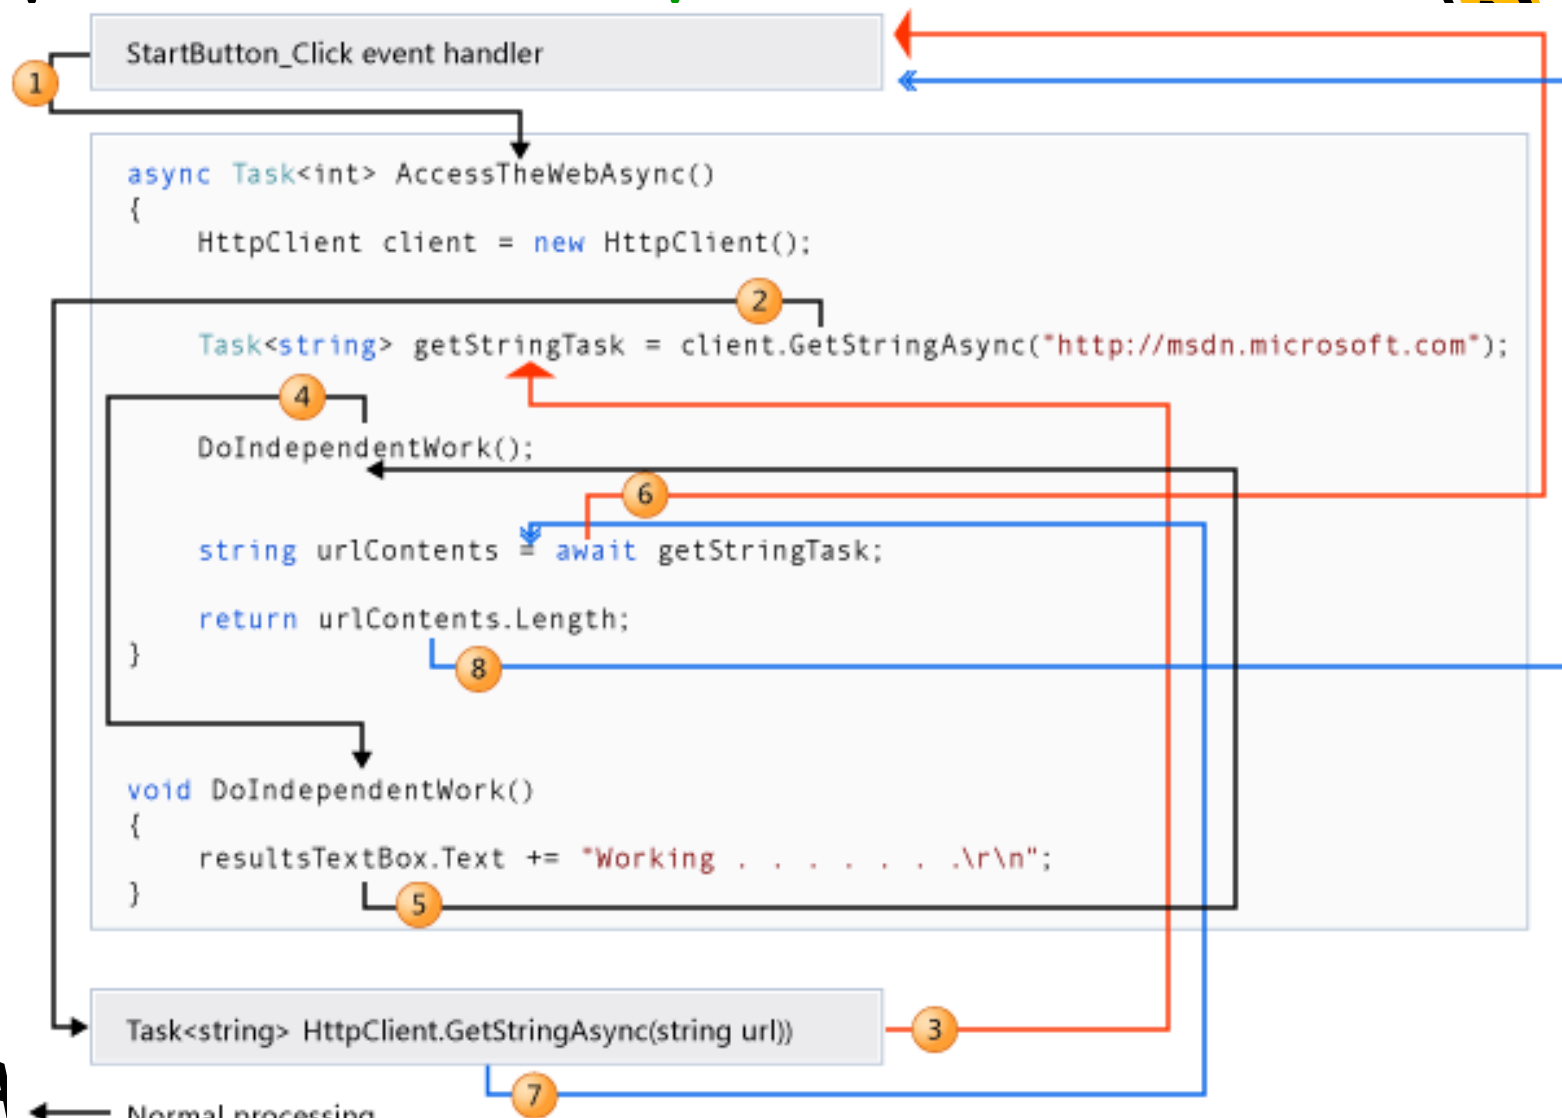 StartButton_Click event handler
1
async Task<int> AccessTheWebAsync()
{
HttpClient client = new HttpClient();
2
Task<string> getStringTask = client.GetStringAsync("http://msdn.microsoft.com");
4
DoIndependentWork();
6
string urlContents = await getStringTask;
return urlContents.Length;
}
8
void DoIndependentWork()
{
resultsTextBox.Text += "Working . . . . . . .\r\n";
}
5
Task<string> HttpClient.GetStringAsync(string url))
3
7
Normal processing